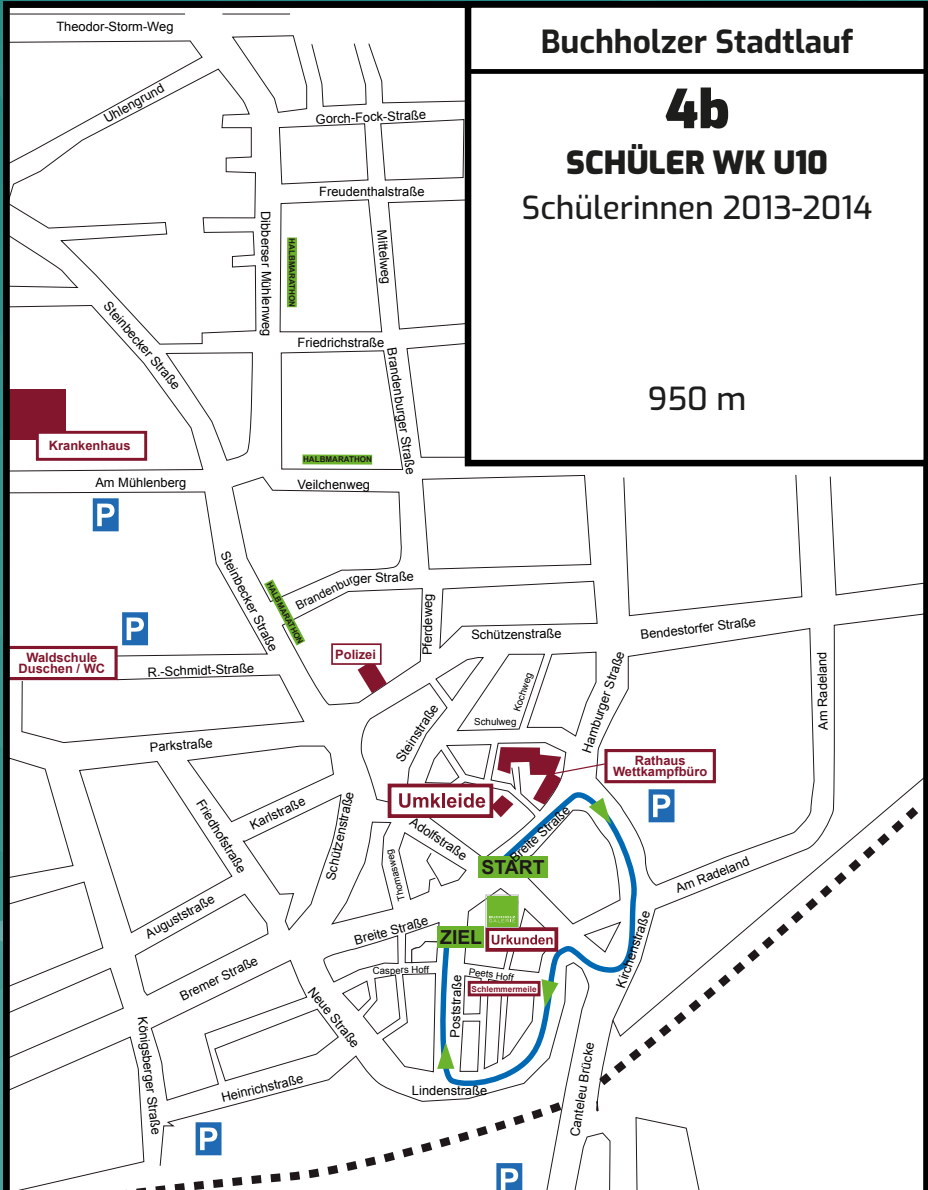 Theodor-Storm-Weg
Buchholzer Stadtlauf
4b
SCHÜLER WK U10
Schülerinnen 2013-2014
950 m
Uhlengrund
Gorch-Fock-Straße
Freudenthalstraße
Dibberser Mühlenweg
HALBMARATHON
Mittelweg
Steinbecker Straße
Friedrichstraße
Brandenburger Straße
Krankenhaus
HALBMARATHON
Am Mühlenberg
Veilchenweg
P
Steinbecker Straße
HALBMARATHON
Brandenburger Straße
Pferdeweg
P
Schützenstraße
Bendestorfer Straße
Waldschule
Duschen / WC
R.-Schmidt-Straße
Polizei
Kochweg
Hamburger Straße
Am Radeland
Steinstraße
Schulweg
Parkstraße
Rathaus
Wettkampfbüro
Umkleide
P
Friedhofstraße
Karlstraße
Schützenstraße
Adolfstraße
Breite Straße
Thomasweg
START
Am Radeland
Auguststraße
BUCHHOLZ
GALERIE
Breite Straße
ZIEL
Urkunden
Kirchenstraße
Bremer Straße
Caspers Hoff
Peets Hoff
Schlemmermeile
Neue Straße
Poststraße
Königsberger Straße
Heinrichstraße
Lindenstraße
Canteleu Brücke
P
P